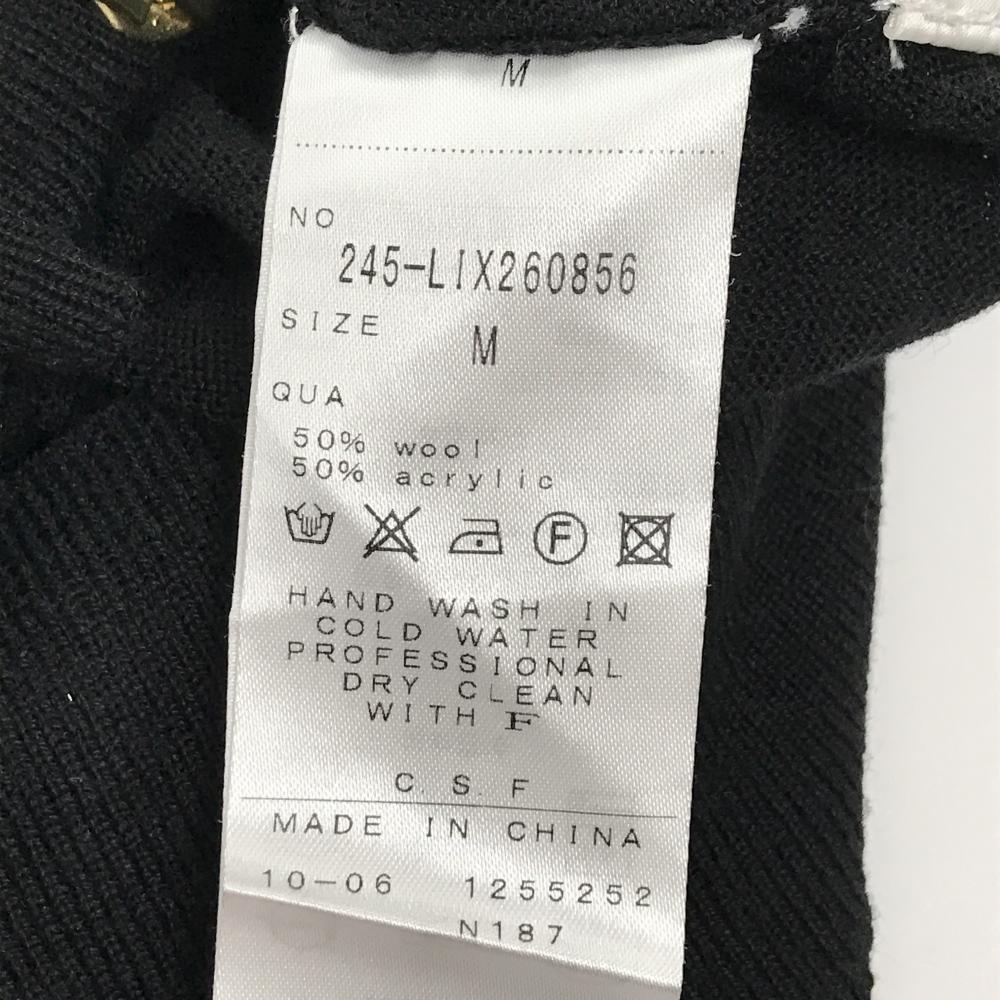 M
NO
245-LIX260856
SIZE
M
QUA
50% wool
50% acrylic
F
HAND WASH IN
COLD WATER
PROFESSIONAL
DRY CLEAN
WITH F
C. S. F
MADE IN CHINA
10-06 1255252
N187